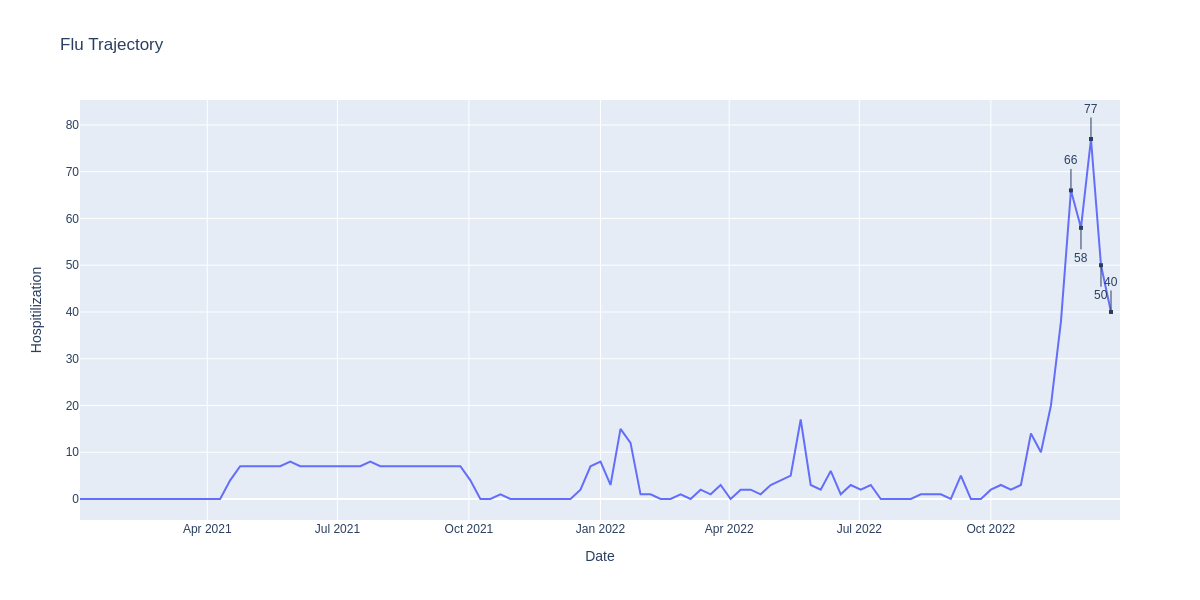 Flu Trajectory
77
80
66
70
60
58
50
40
50
40
30
20
10
0
Hospitilization
Apr 2021
Jul 2021
Oct 2021
Jan 2022
Apr 2022
Jul 2022
Oct 2022
Date